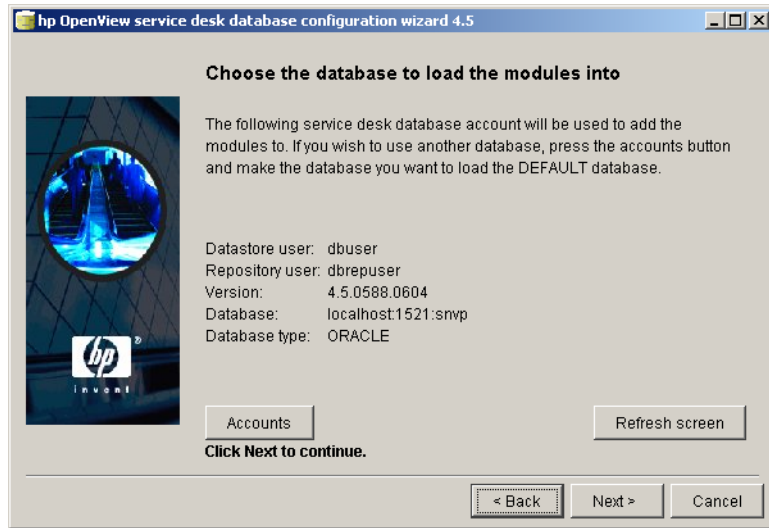 hp OpenView service desk database configuration wizard 4.5
Choose the database to load the modules into
The following service desk database account will be used to add the
modules to. If you wish to use another database, press the accounts button
and make the database you want to load the DEFAULT database.
Datastore user: dbuser
Repository user: dbrepuser
Version: 4.5.0588.0604
Database: localhost:1521:snvp
Database type: ORACLE
hp
®
invent
Accounts
Refresh screen
Click Next to continue.
< Back
Next >
Cancel